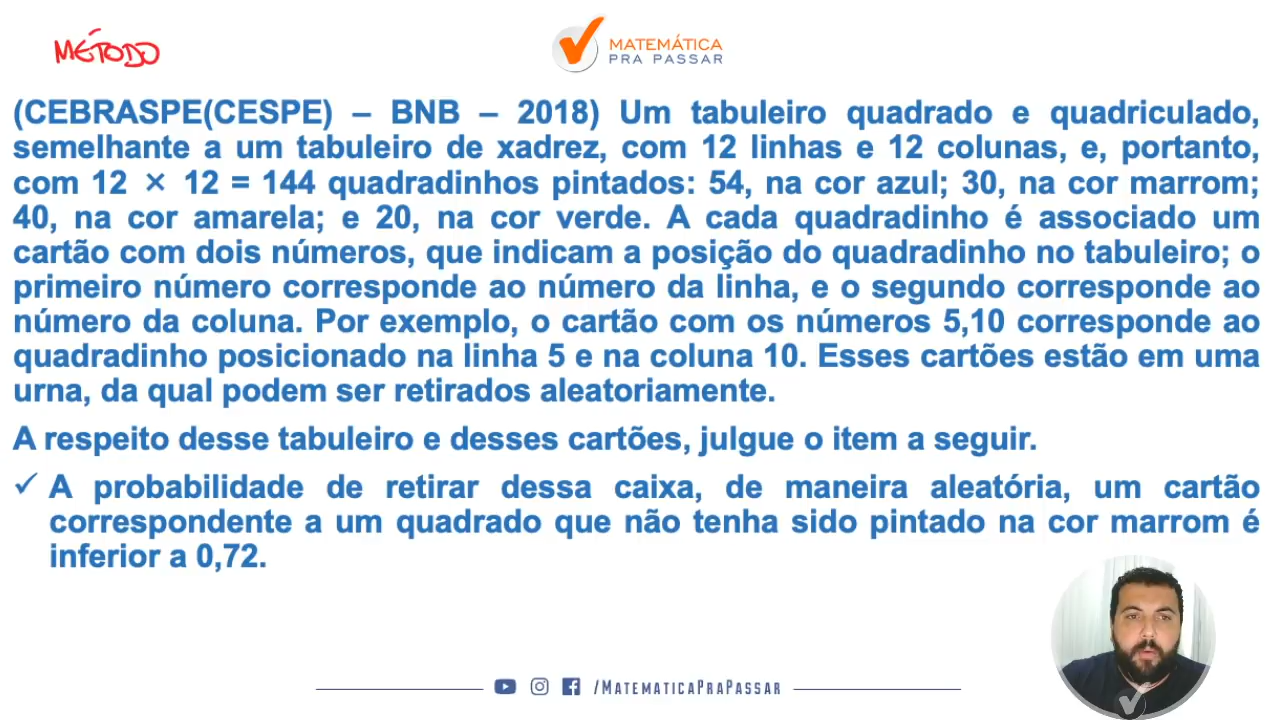 MÉTODO
MATEMÁTICA
PRA PASSAR
(CEBRASPE(CESPE) – BNB – 2018) Um tabuleiro quadrado e quadriculado,
semelhante a um tabuleiro de xadrez, com 12 linhas e 12 colunas, e, portanto,
com 12 × 12 = 144 quadradinhos pintados: 54, na cor azul; 30, na cor marrom;
40, na cor amarela; e 20, na cor verde. A cada quadradinho é associado um
cartão com dois números, que indicam a posição do quadradinho no tabuleiro; o
primeiro número corresponde ao número da linha, e o segundo corresponde ao
número da coluna. Por exemplo, o cartão com os números 5,10 corresponde ao
quadradinho posicionado na linha 5 e na coluna 10. Esses cartões estão em uma
urna, da qual podem ser retirados aleatoriamente.
A respeito desse tabuleiro e desses cartões, julgue o item a seguir.
✓ A probabilidade de retirar dessa caixa, de maneira aleatória, um cartão
correspondente a um quadrado que não tenha sido pintado na cor marrom é
inferior a 0,72.
/MATEMATICAPRAPASSAR